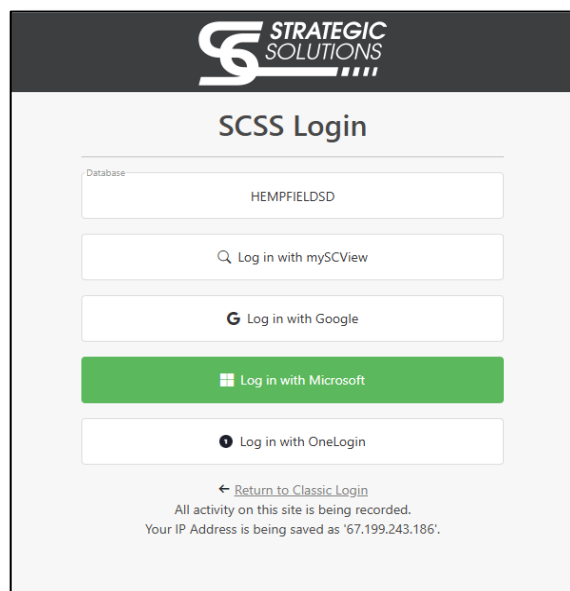 STRATEGIC
SOLUTIONS
SCSS Login
Database
HEMPFIELDSD
Log in with mySCView
G Log in with Google
Log in with Microsoft
1 Log in with OneLogin
← Return to Classic Login
All activity on this site is being recorded.
Your IP Address is being saved as '67.199.243.186'.